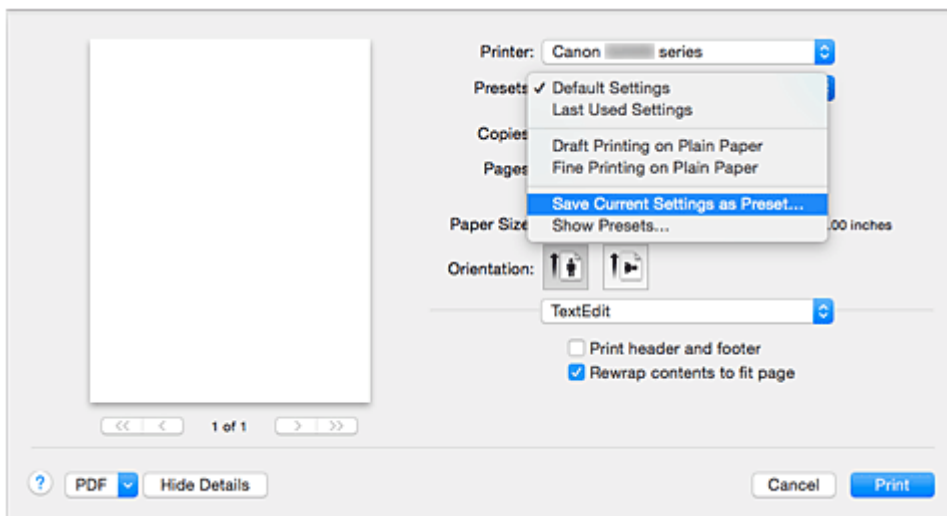 Printer: Canon series
Presets ✓ Default Settings
Last Used Settings
Copies
Draft Printing on Plain Paper
Pages Fine Printing on Plain Paper
Save Current Settings as Preset...
Paper Size Show Presets... .00 inches
Orientation:
TextEdit
Print header and footer
Rewrap contents to fit page
1 of 1
? PDF Hide Details Cancel Print